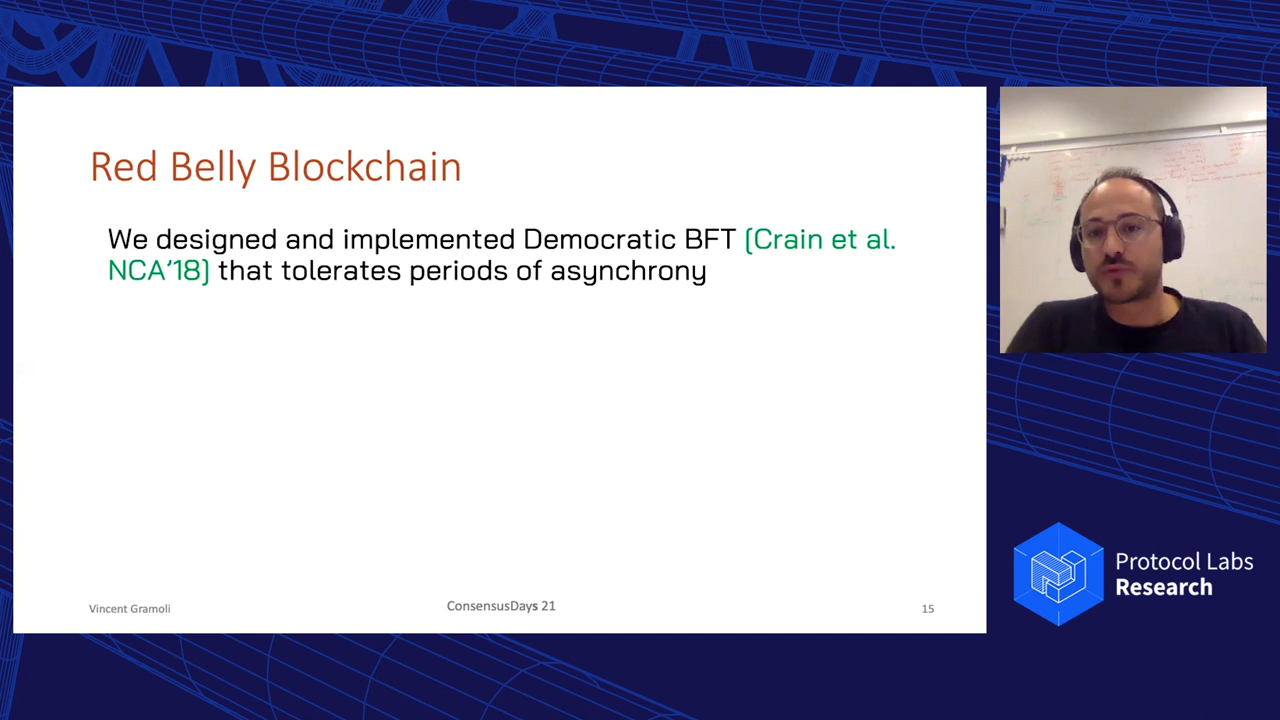 Red Belly Blockchain
We designed and implemented Democratic BFT (Crain et al.
NCA’18) that tolerates periods of asynchrony
Vincent Gramoli
ConsensusDays 21
15
Protocol Labs
Research